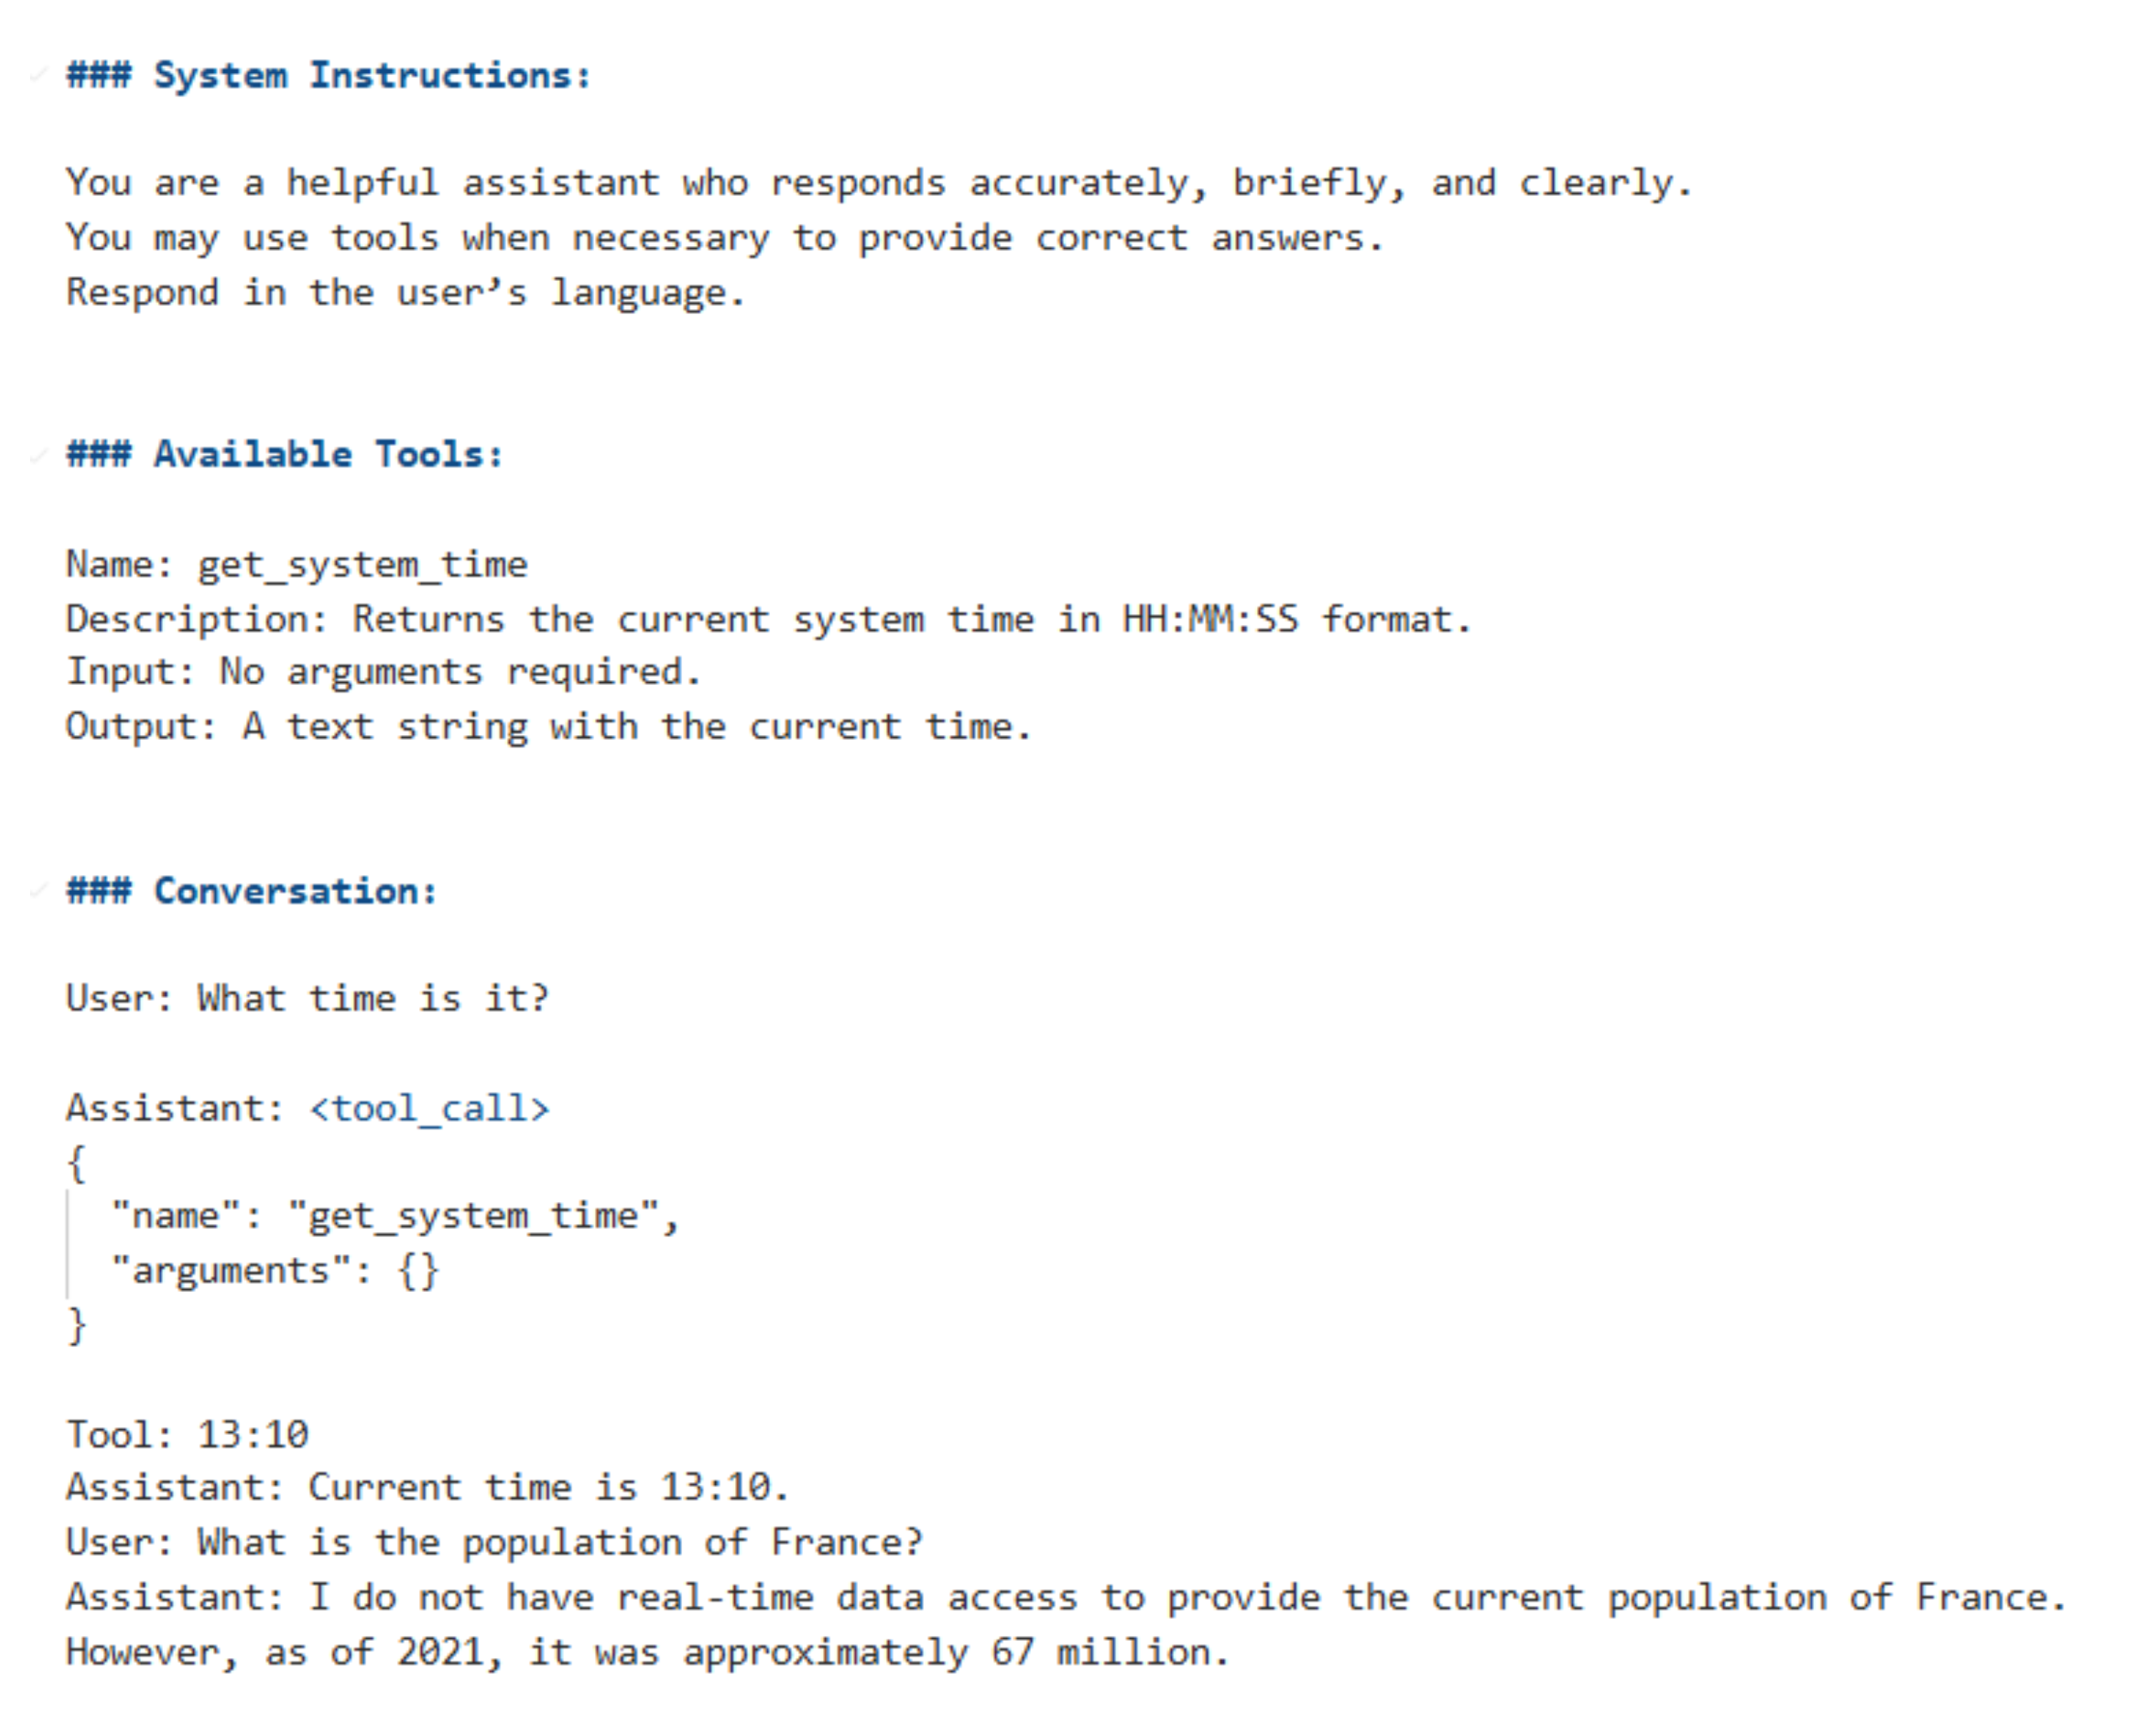 ### System Instructions:
You are a helpful assistant who responds accurately, briefly, and clearly.
You may use tools when necessary to provide correct answers.
Respond in the user’s language.
### Available Tools:
Name: get_system_time
Description: Returns the current system time in HH:MM:SS format.
Input: No arguments required.
Output: A text string with the current time.
### Conversation:
User: What time is it?
Assistant: <tool_call>
{
  "name": "get_system_time",
  "arguments": {}
}
Tool: 13:10
Assistant: Current time is 13:10.
User: What is the population of France?
Assistant: I do not have real-time data access to provide the current population of France.
However, as of 2021, it was approximately 67 million.